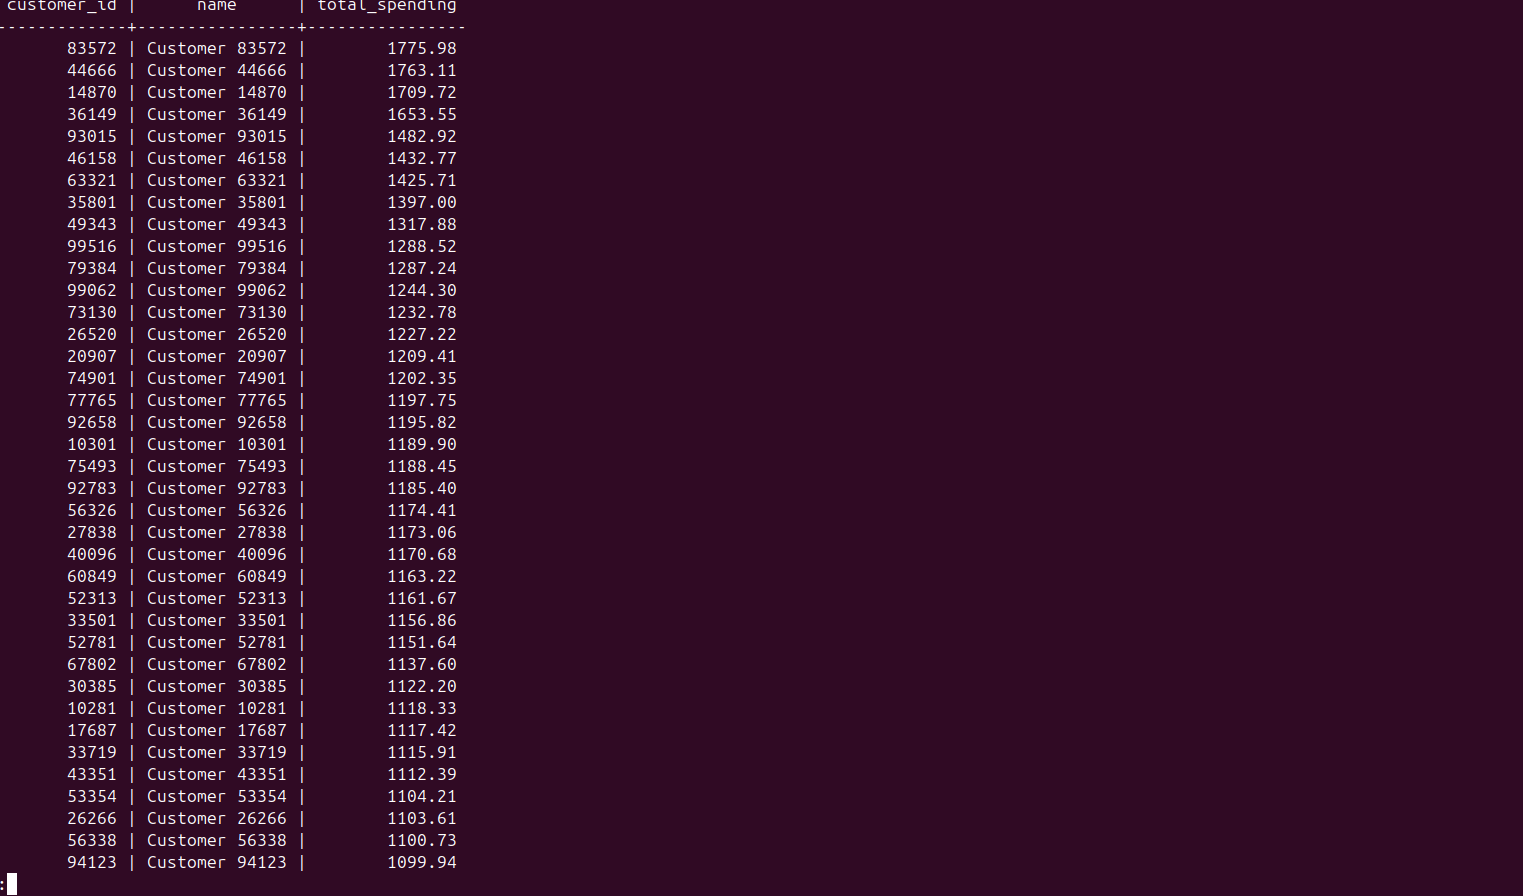 customer_id |      name      | total_spending
-------------+----------------+----------------
       83572 | Customer 83572 |        1775.98
       44666 | Customer 44666 |        1763.11
       14870 | Customer 14870 |        1709.72
       36149 | Customer 36149 |        1653.55
       93015 | Customer 93015 |        1482.92
       46158 | Customer 46158 |        1432.77
       63321 | Customer 63321 |        1425.71
       35801 | Customer 35801 |        1397.00
       49343 | Customer 49343 |        1317.88
       99516 | Customer 99516 |        1288.52
       79384 | Customer 79384 |        1287.24
       99062 | Customer 99062 |        1244.30
       73130 | Customer 73130 |        1232.78
       26520 | Customer 26520 |        1227.22
       20907 | Customer 20907 |        1209.41
       74901 | Customer 74901 |        1202.35
       77765 | Customer 77765 |        1197.75
       92658 | Customer 92658 |        1195.82
       10301 | Customer 10301 |        1189.90
       75493 | Customer 75493 |        1188.45
       92783 | Customer 92783 |        1185.40
       56326 | Customer 56326 |        1174.41
       27838 | Customer 27838 |        1173.06
       40096 | Customer 40096 |        1170.68
       60849 | Customer 60849 |        1163.22
       52313 | Customer 52313 |        1161.67
       33501 | Customer 33501 |        1156.86
       52781 | Customer 52781 |        1151.64
       67802 | Customer 67802 |        1137.60
       30385 | Customer 30385 |        1122.20
       10281 | Customer 10281 |        1118.33
       17687 | Customer 17687 |        1117.42
       33719 | Customer 33719 |        1115.91
       43351 | Customer 43351 |        1112.39
       53354 | Customer 53354 |        1104.21
       26266 | Customer 26266 |        1103.61
       56338 | Customer 56338 |        1100.73
       94123 | Customer 94123 |        1099.94
: